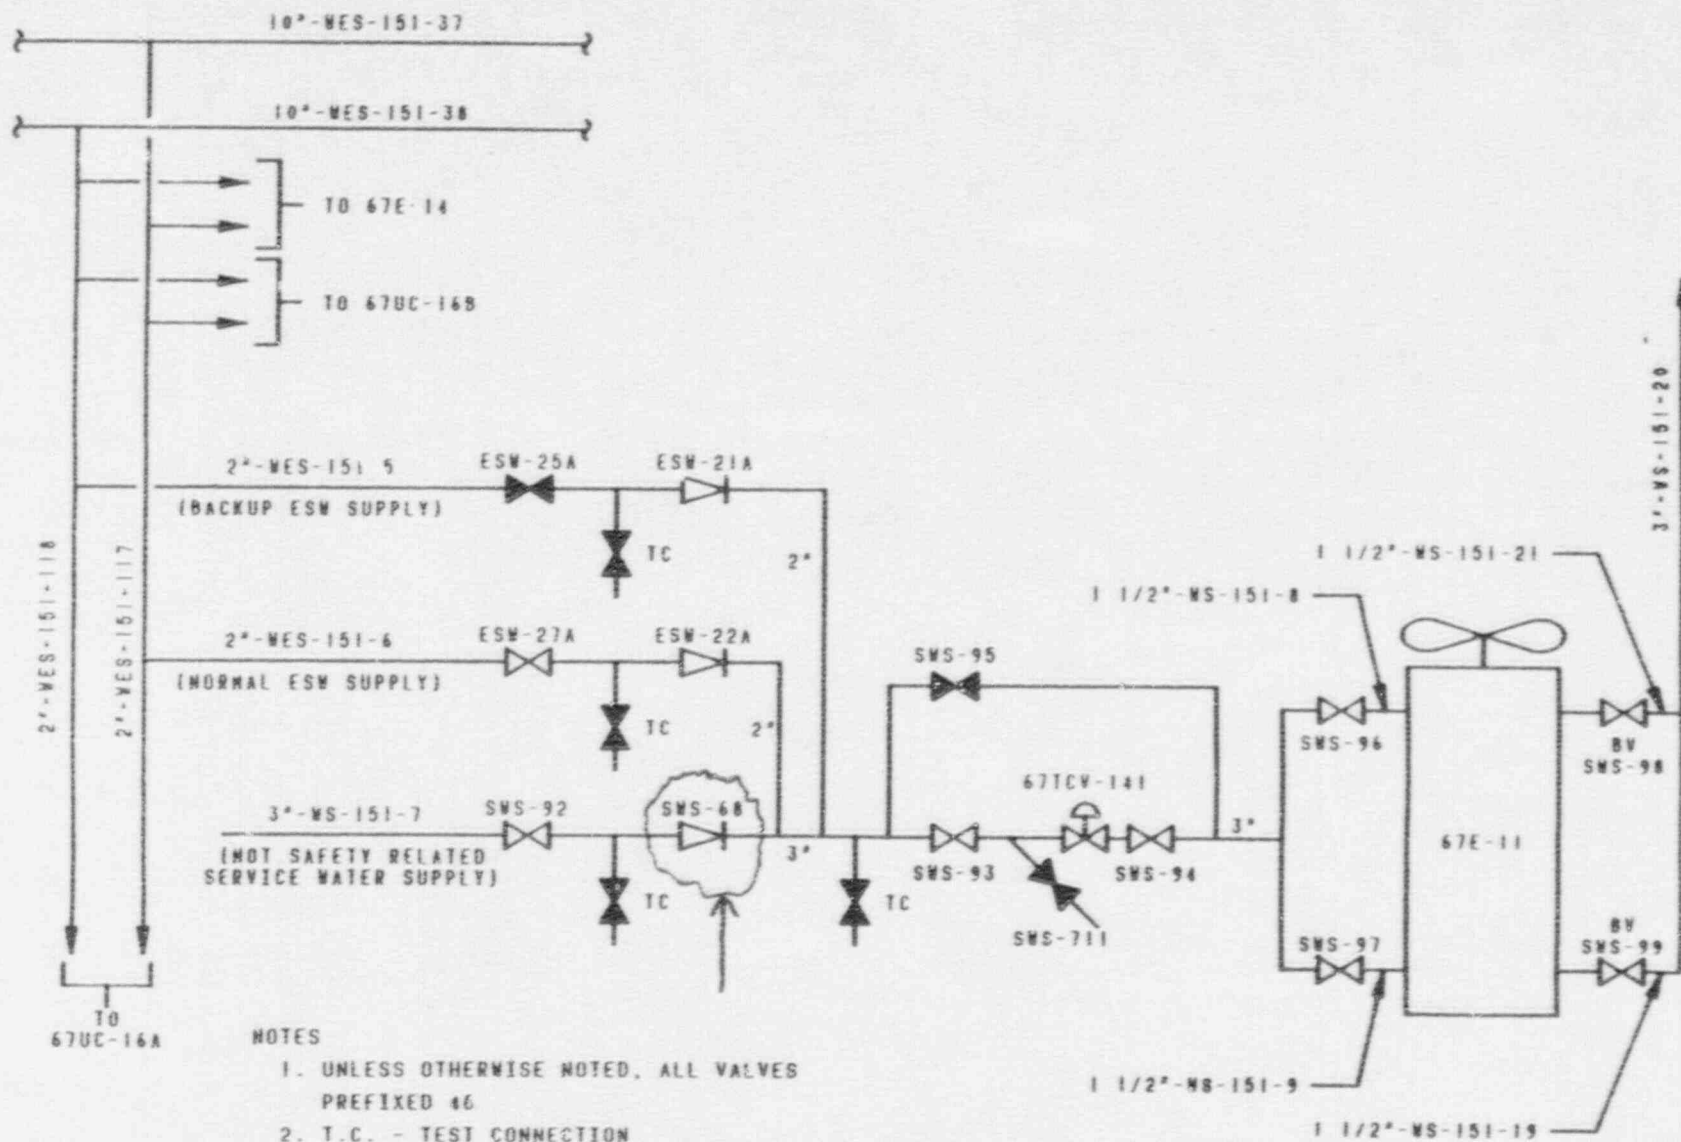 10"-WES-151-37
10"-WES-151-38
TO 67E-14
TO 67UC-16B
2"-WES-151-118
2"-WES-151-117
2"-WES-151 5
(BACKUP ESW SUPPLY)
ESW-25A
ESW-21A
TC
2"
2"-WES-151-6
(NORMAL ESW SUPPLY)
ESW-27A
ESW-22A
TC
2"
3"-WS-151-7
(NOT SAFETY RELATED
SERVICE WATER SUPPLY)
SWS-92
SWS-68
TC
3"
TC
SWS-95
SWS-93
67TCV-141
SWS-94
SWS-711
3"
1 1/2"-WS-151-21
1 1/2"-WS-151-8
3"-WS-151-20
SWS-96
67E-11
BV
SWS-98
SWS-97
BV
SWS-99
1 1/2"-WS-151-9
1 1/2"-WS-151-19
TO
67UC-16A
NOTES
1. UNLESS OTHERWISE NOTED, ALL VALVES
PREFIXED 46
2. T.C. - TEST CONNECTION